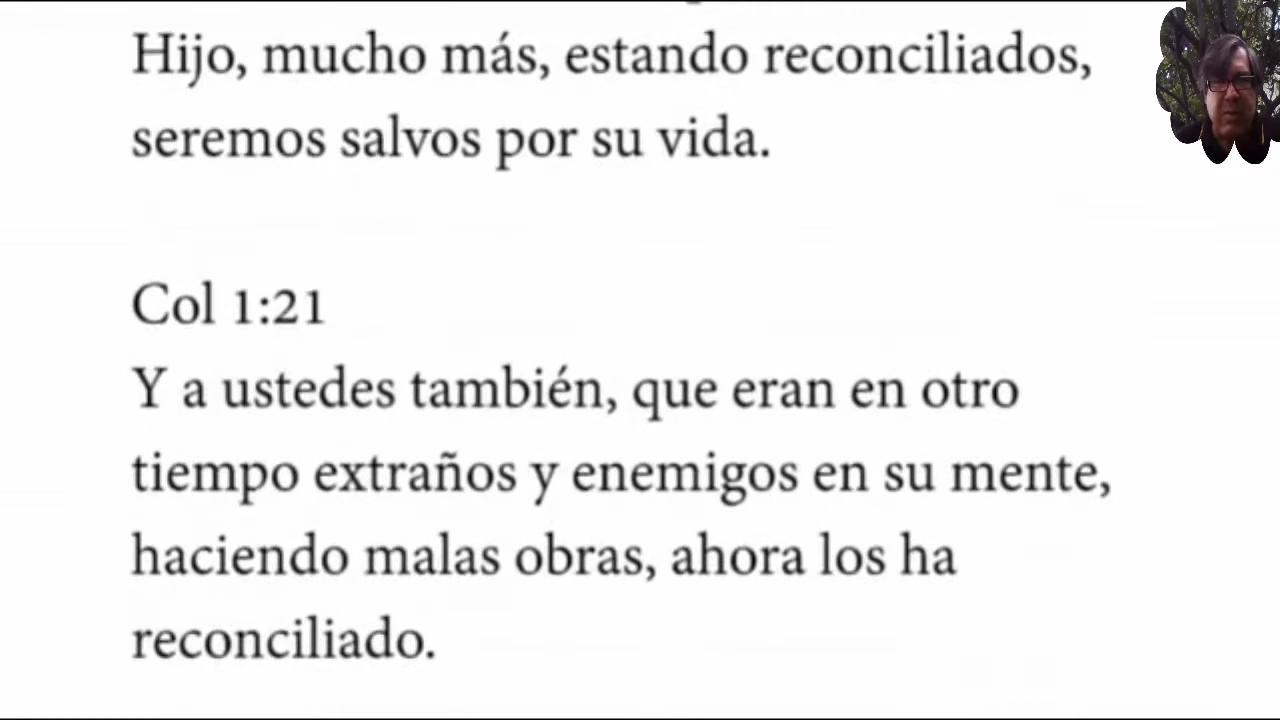 Hijo, mucho más, estando reconciliados,
seremos salvos por su vida.
Col 1:21
Y a ustedes también, que eran en otro
tiempo extraños y enemigos en su mente,
haciendo malas obras, ahora los ha
reconciliado.